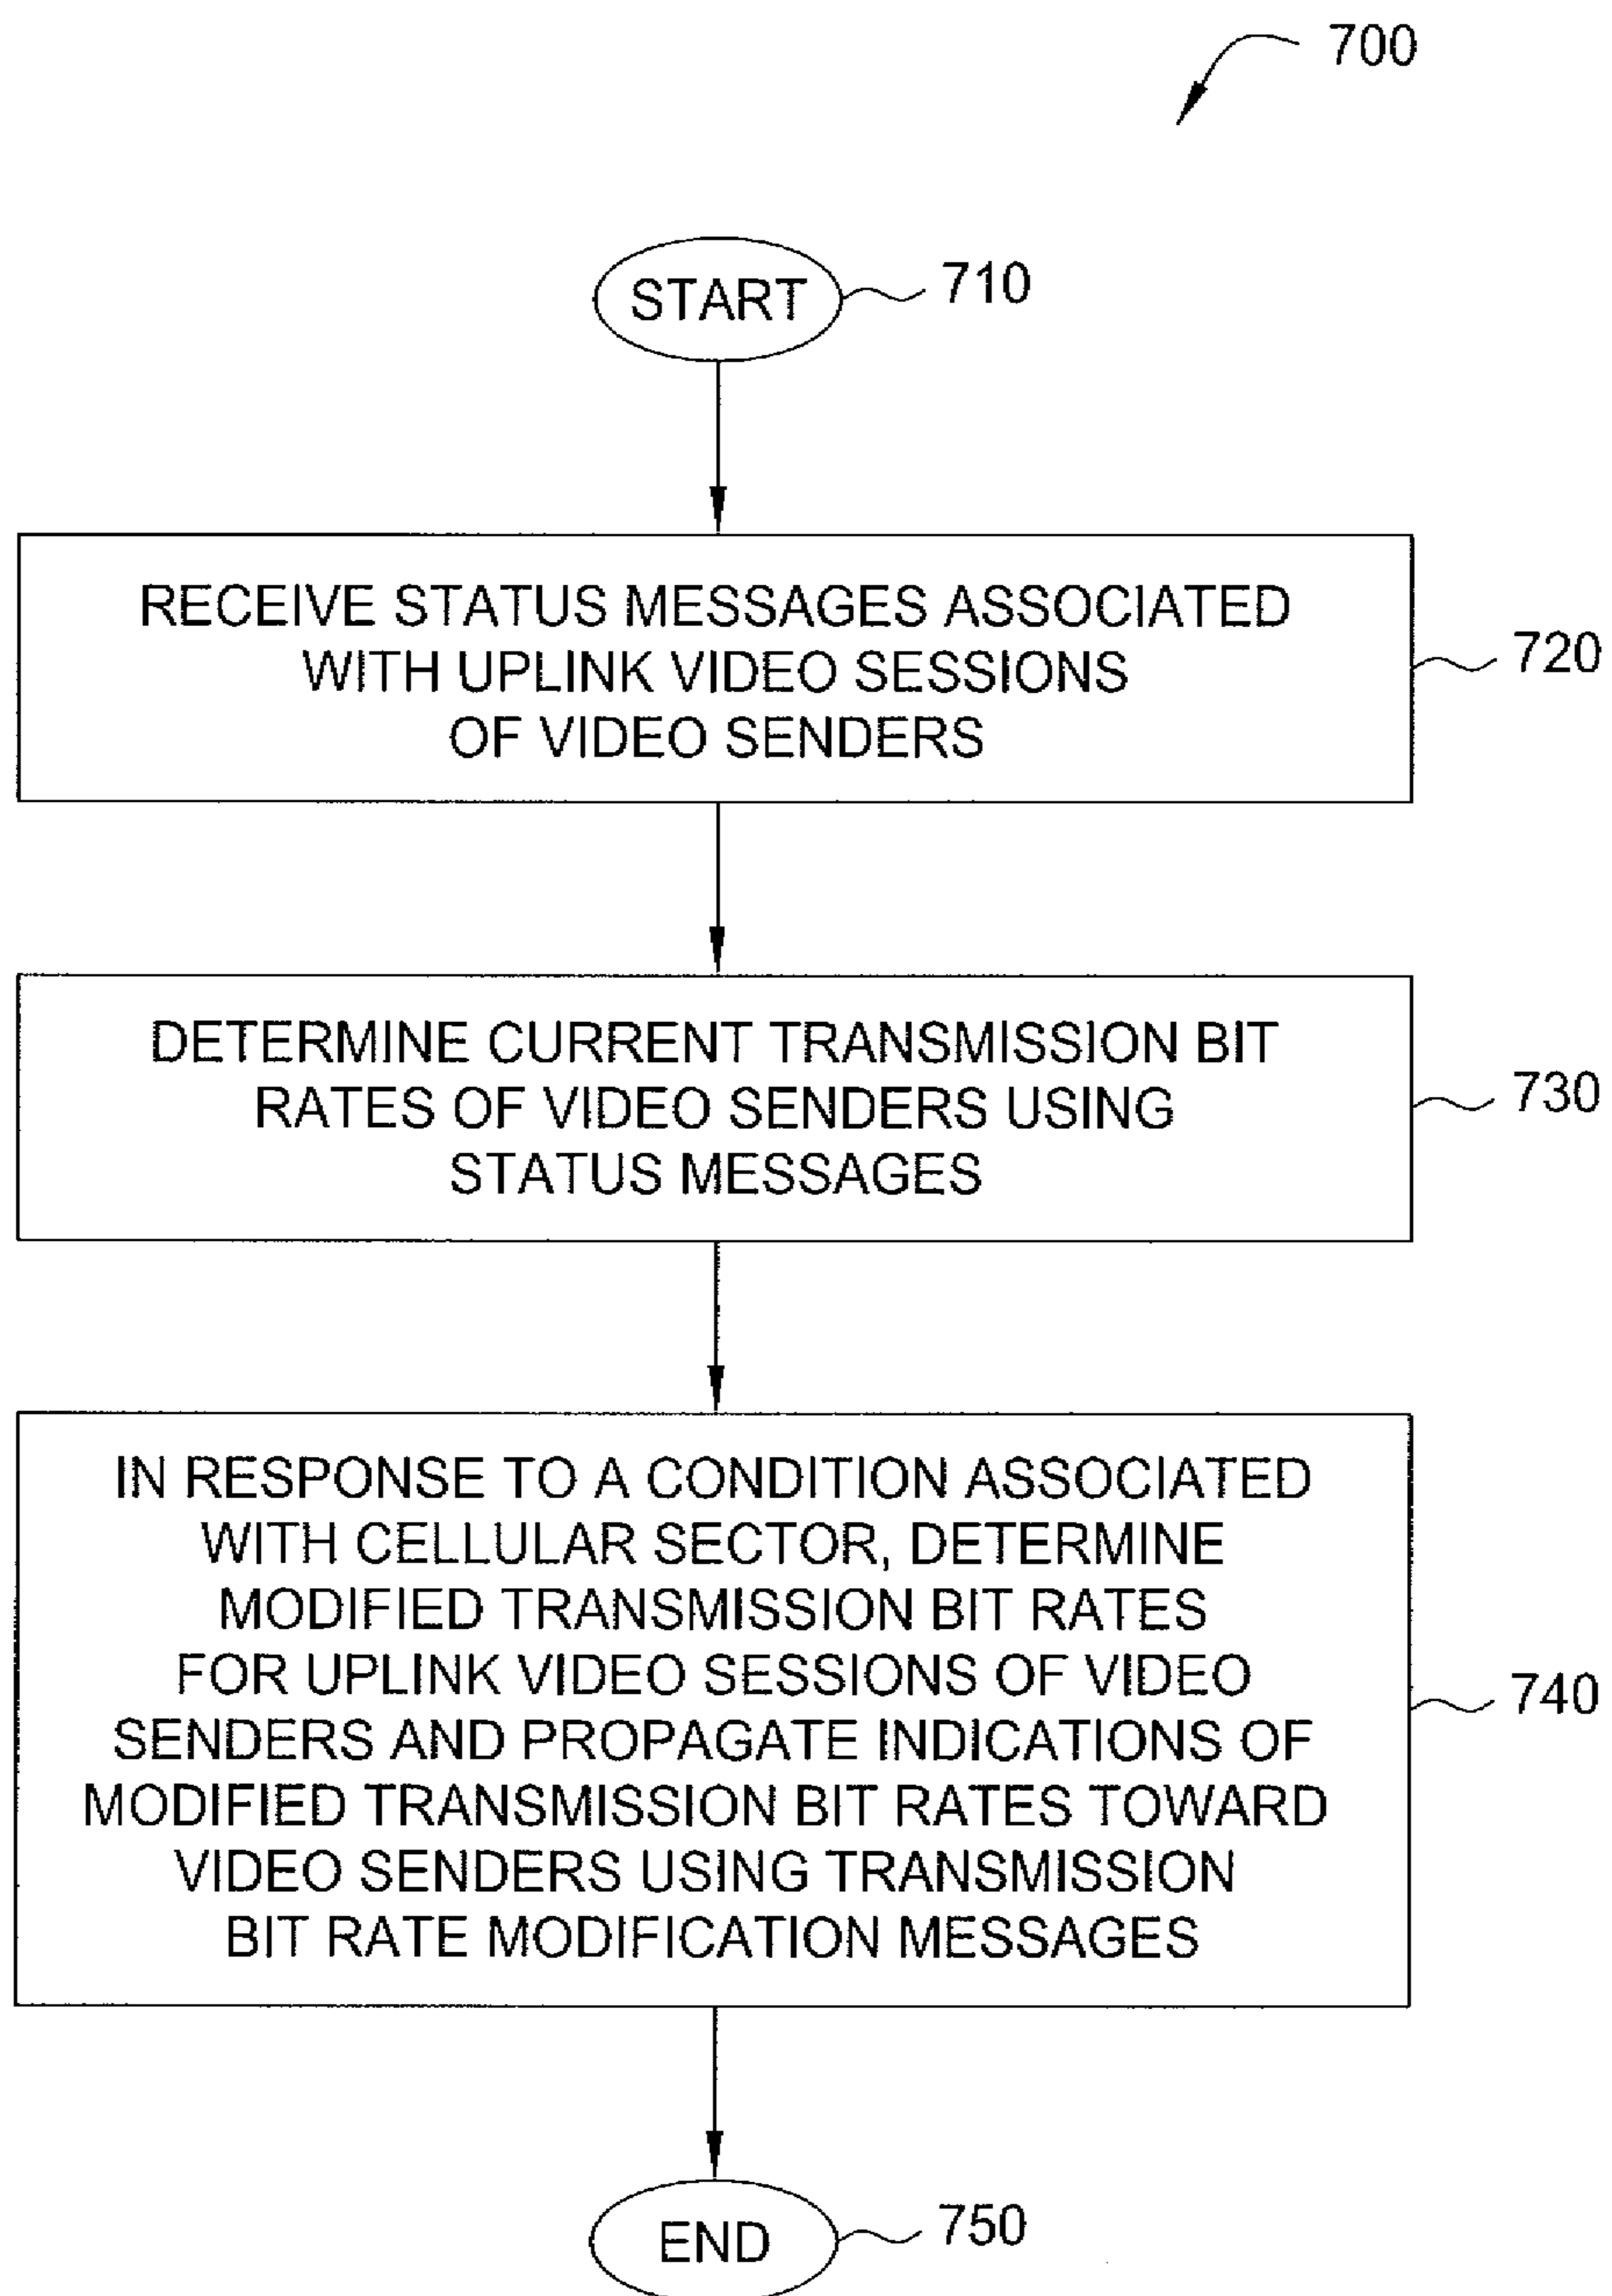 700
START
710
RECEIVE STATUS MESSAGES ASSOCIATED
WITH UPLINK VIDEO SESSIONS
OF VIDEO SENDERS
720
DETERMINE CURRENT TRANSMISSION BIT
RATES OF VIDEO SENDERS USING
STATUS MESSAGES
730
IN RESPONSE TO A CONDITION ASSOCIATED
WITH CELLULAR SECTOR, DETERMINE
MODIFIED TRANSMISSION BIT RATES
FOR UPLINK VIDEO SESSIONS OF VIDEO
SENDERS AND PROPAGATE INDICATIONS OF
MODIFIED TRANSMISSION BIT RATES TOWARD
VIDEO SENDERS USING TRANSMISSION
BIT RATE MODIFICATION MESSAGES
740
END
750